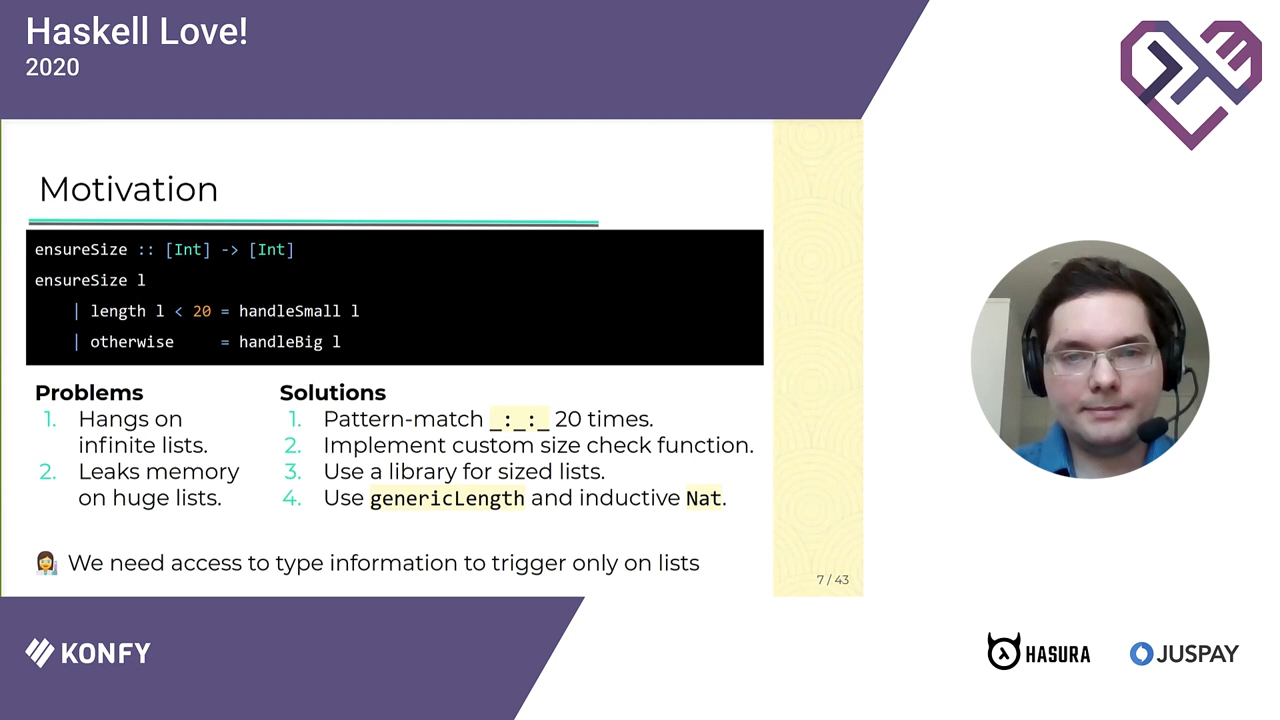 Haskell Love!
2020
Motivation
ensureSize :: [Int] -> [Int]
ensureSize l
| length l < 20 = handleSmall l
| otherwise = handleBig l
Problems
1. Hangs on
infinite lists.
2. Leaks memory
on huge lists.
Solutions
1. Pattern-match _:_:_ 20 times.
2. Implement custom size check function.
3. Use a library for sized lists.
4. Use genericLength and inductive Nat.
We need access to type information to trigger only on lists
7 / 43
KONFY
HASURA
JUSPAY